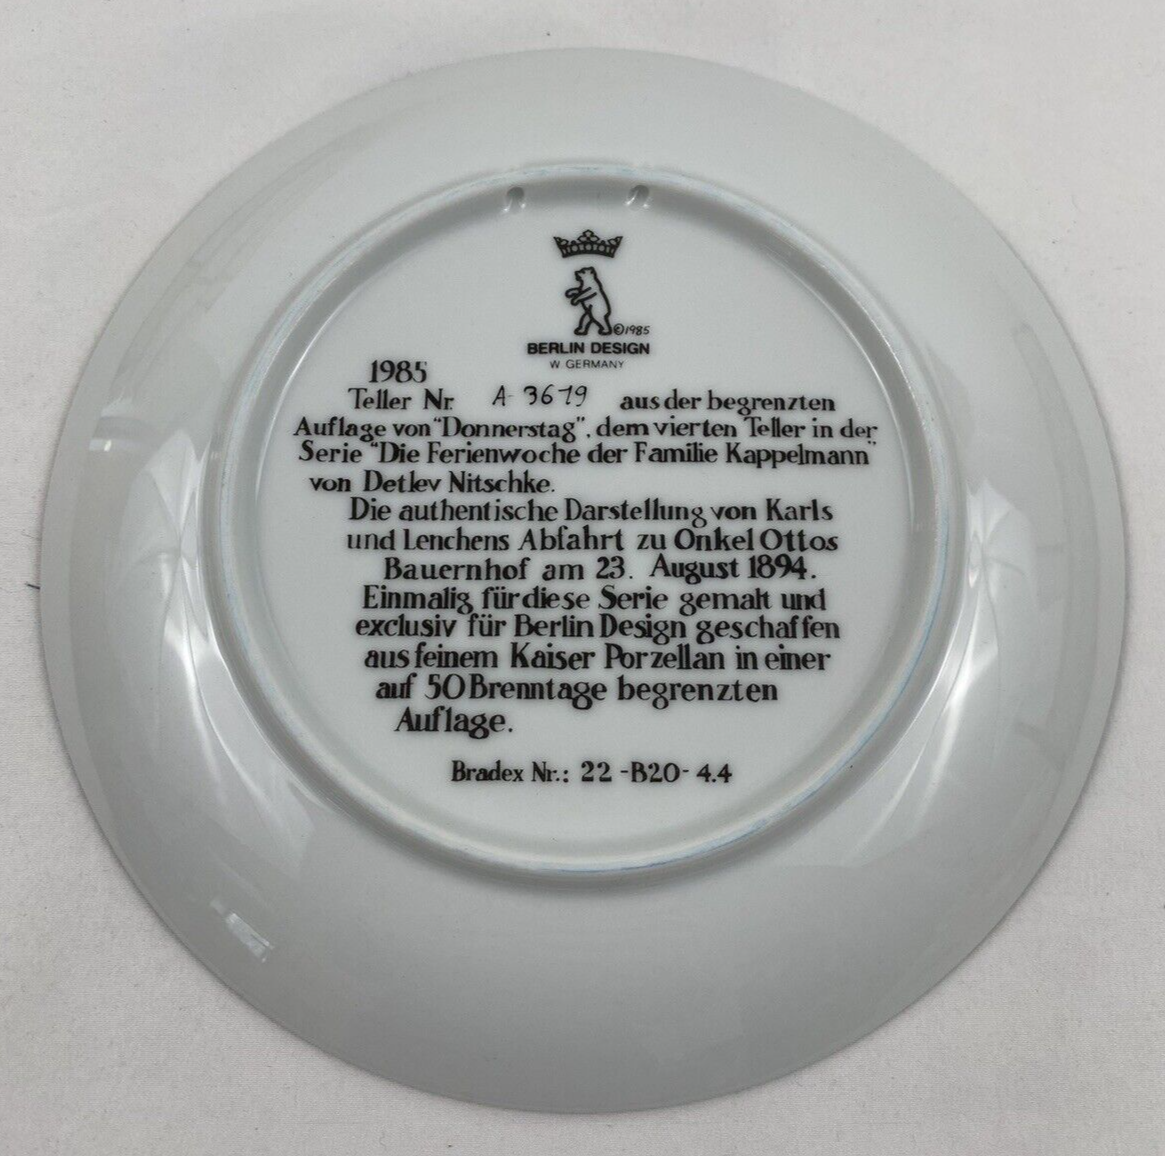 ©1985
BERLIN DESIGN
W. GERMANY
1985
Teller Nr. A-3679 aus der begrenzten
Auflage von "Donnerstag", dem vierten Teller in der
Serie "Die Ferienwoche der Familie Kappelmann"
von Detlev Nitschke.
Die authentische Darstellung von Karls
und Lenchens Abfahrt zu Onkel Ottos
Bauernhof am 23. August 1894.
Einmalig für diese Serie gemalt und
exclusiv für Berlin Design geschaffen
aus feinem Kaiser Porzellan in einer
auf 50 Brenntage begrenzten
Auflage.
Bradex Nr.: 22-B20-4.4